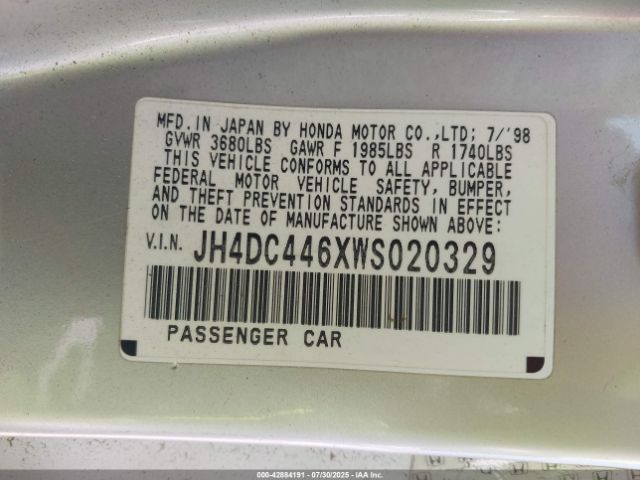 MFD. IN JAPAN BY HONDA MOTOR CO.,LTD; 7/'98
GVWR 3680LBS GAWR F 1985LBS R 1740LBS
THIS VEHICLE CONFORMS TO ALL APPLICABLE
FEDERAL MOTOR VEHICLE SAFETY, BUMPER,
AND THEFT PREVENTION STANDARDS IN EFFECT
ON THE DATE OF MANUFACTURE SHOWN ABOVE:
V.I.N. JH4DC446XWS020329
PASSENGER CAR
000-42884191 - 07/30/2025 - IAA Inc.